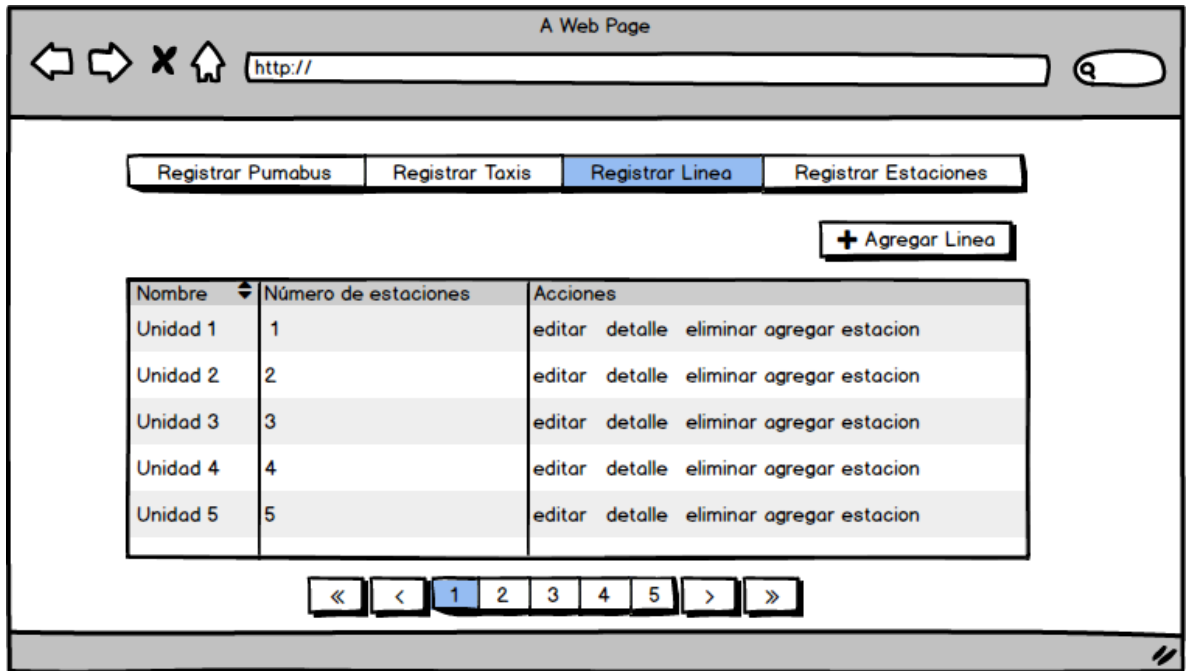 A Web Page
http://
Registrar Pumabus Registrar Taxis Registrar Linea Registrar Estaciones
+ Agregar Linea
Nombre Número de estaciones Acciones
Unidad 1 1 editar detalle eliminar agregar estacion
Unidad 2 2 editar detalle eliminar agregar estacion
Unidad 3 3 editar detalle eliminar agregar estacion
Unidad 4 4 editar detalle eliminar agregar estacion
Unidad 5 5 editar detalle eliminar agregar estacion
« < 1 2 3 4 5 > »